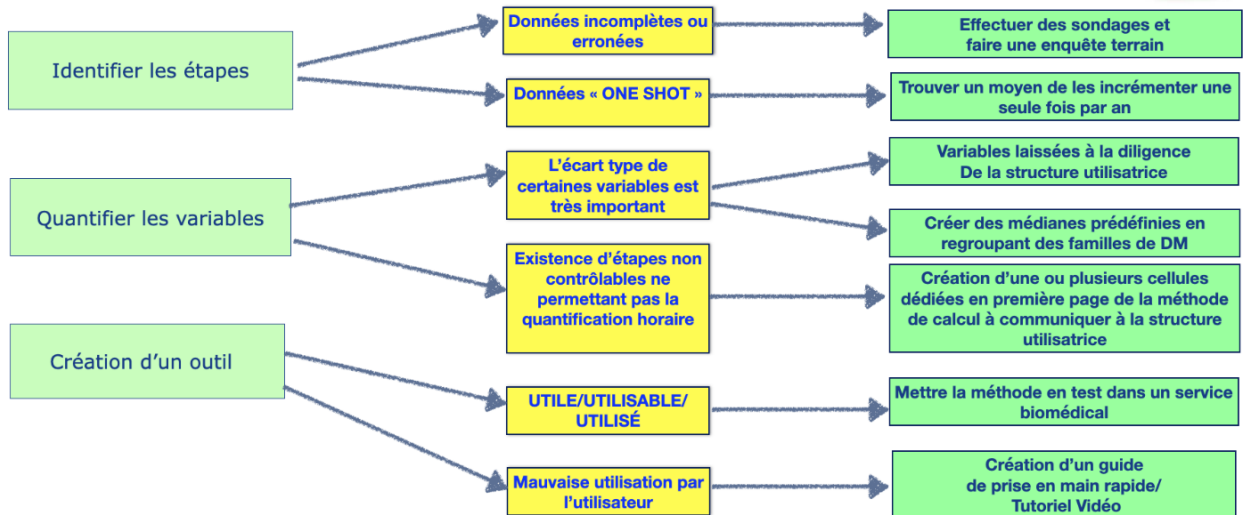 Identifier les étapes
Données incomplètes ou
erronées
Effectuer des sondages et
faire une enquête terrain
Données « ONE SHOT »
Trouver un moyen de les incrémenter une
seule fois par an
Quantifier les variables
L'écart type de
certaines variables est
très important
Variables laissées à la diligence
De la structure utilisatrice
Créer des médianes prédéfinies en
regroupant des familles de DM
Existence d'étapes non
contrôlables ne
permettant pas la
quantification horaire
Création d'une ou plusieurs cellules
dédiées en première page de la méthode
de calcul à communiquer à la structure
utilisatrice
Création d'un outil
UTILE/UTILISABLE/
UTILISÉ
Mettre la méthode en test dans un service
biomédical
Mauvaise utilisation par
l'utilisateur
Création d'un guide
de prise en main rapide/
Tutoriel Vidéo